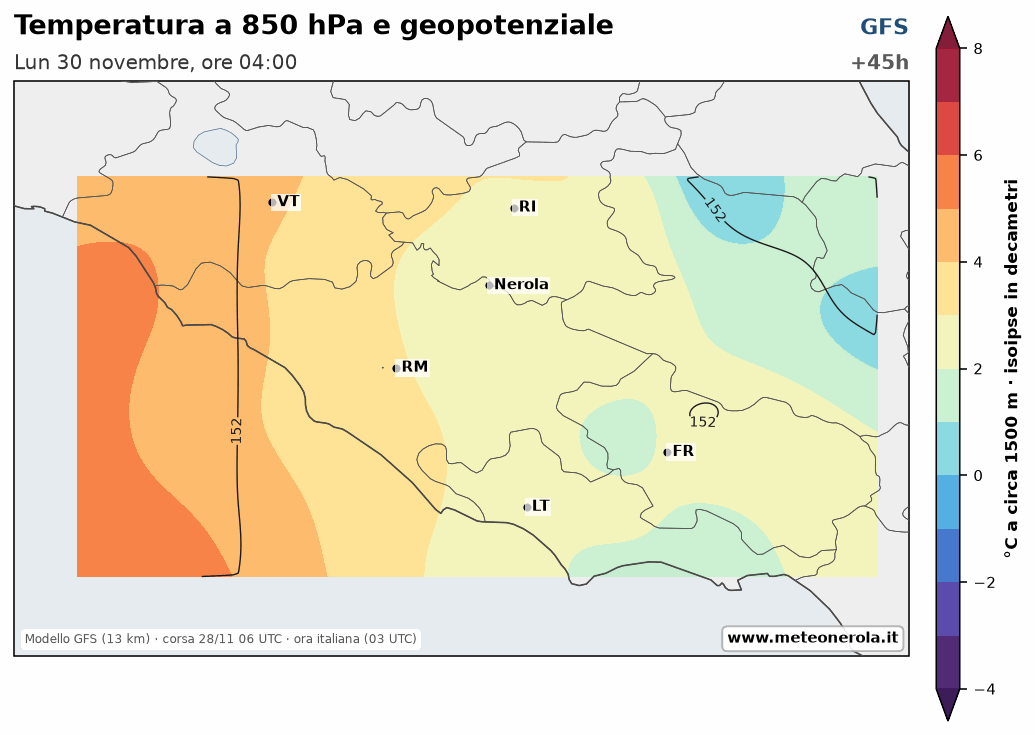 Temperatura a 850 hPa e geopotenziale
GFS
Lun 30 novembre, ore 04:00
+45h
VT
RI
152
Nerola
RM
152
152
FR
LT
Modello GFS (13 km) · corsa 28/11 06 UTC · ora italiana (03 UTC)
www.meteonerola.it
8
6
4
2
0
−2
−4
°C a circa 1500 m · isoipse in decametri